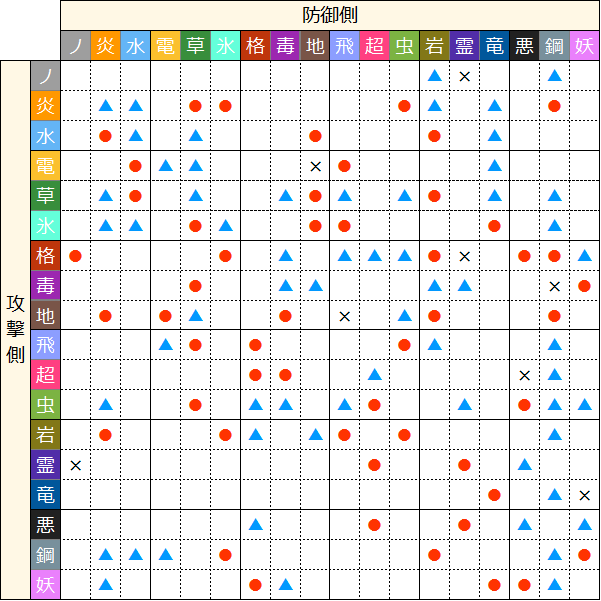 防御側
ノ 炎 水 電 草 氷 格 毒 地 飛 超 虫 岩 霊 竜 悪 鋼 妖
攻撃側
ノ ▲ × ▲
炎 ▲ ▲ ● ● ● ▲ ▲ ●
水 ● ▲ ▲ ● ● ▲
電 ● ▲ ▲ × ● ▲
草 ▲ ● ▲ ▲ ● ▲ ▲ ● ▲ ▲
氷 ▲ ▲ ● ▲ ● ● ● ▲
格 ● ● ▲ ▲ ▲ ▲ ● × ● ● ▲
毒 ● ▲ ▲ ▲ ▲ × ●
地 ● ● ▲ ● × ▲ ● ●
飛 ▲ ● ● ● ▲ ▲
超 ● ● ▲ × ▲
虫 ▲ ● ▲ ▲ ▲ ● ▲ ● ▲ ▲
岩 ● ● ▲ ▲ ● ● ▲
霊 × ● ● ▲
竜 ● ▲ ×
悪 ▲ ● ● ▲ ▲
鋼 ▲ ▲ ▲ ● ● ▲ ●
妖 ▲ ● ▲ ● ● ▲